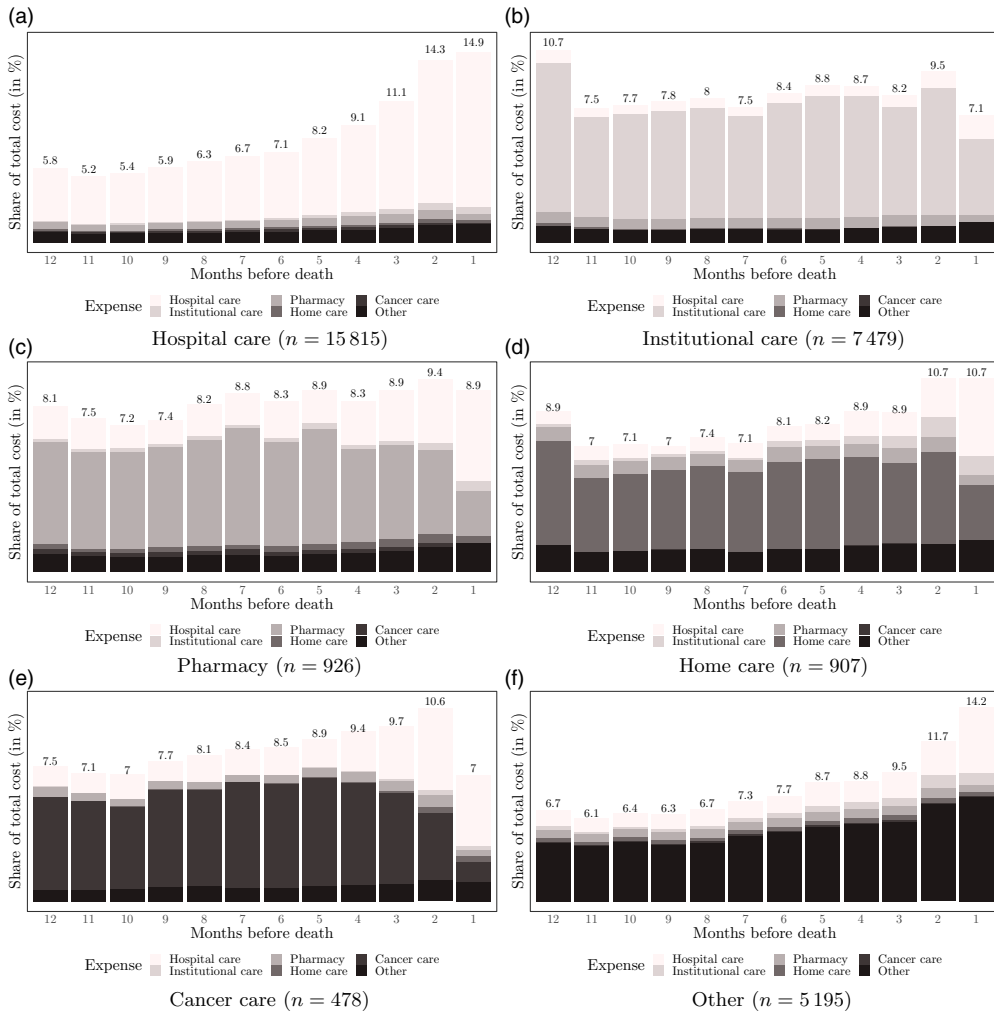 (a)
Share of total cost (in %)
5.8 5.2 5.4 5.9 6.3 6.7 7.1 8.2 9.1 11.1 14.3 14.9
12 11 10 9 8 7 6 5 4 3 2 1
Months before death
Expense Hospital care Pharmacy Cancer care
Institutional care Home care Other
Hospital care (n = 15 815)
(b)
Share of total cost (in %)
10.7 7.5 7.7 7.8 8 7.5 8.4 8.8 8.7 8.2 9.5 7.1
12 11 10 9 8 7 6 5 4 3 2 1
Months before death
Expense Hospital care Pharmacy Cancer care
Institutional care Home care Other
Institutional care (n = 7 479)
(c)
Share of total cost (in %)
8.1 7.5 7.2 7.4 8.2 8.8 8.3 8.9 8.3 8.9 9.4 8.9
12 11 10 9 8 7 6 5 4 3 2 1
Months before death
Expense Hospital care Pharmacy Cancer care
Institutional care Home care Other
Pharmacy (n = 926)
(d)
Share of total cost (in %)
8.9 7 7.1 7 7.4 7.1 8.1 8.2 8.9 8.9 10.7 10.7
12 11 10 9 8 7 6 5 4 3 2 1
Months before death
Expense Hospital care Pharmacy Cancer care
Institutional care Home care Other
Home care (n = 907)
(e)
Share of total cost (in %)
7.5 7.1 7 7.7 8.1 8.4 8.5 8.9 9.4 9.7 10.6 7
12 11 10 9 8 7 6 5 4 3 2 1
Months before death
Expense Hospital care Pharmacy Cancer care
Institutional care Home care Other
Cancer care (n = 478)
(f)
Share of total cost (in %)
6.7 6.1 6.4 6.3 6.7 7.3 7.7 8.7 8.8 9.5 11.7 14.2
12 11 10 9 8 7 6 5 4 3 2 1
Months before death
Expense Hospital care Pharmacy Cancer care
Institutional care Home care Other
Other (n = 5 195)